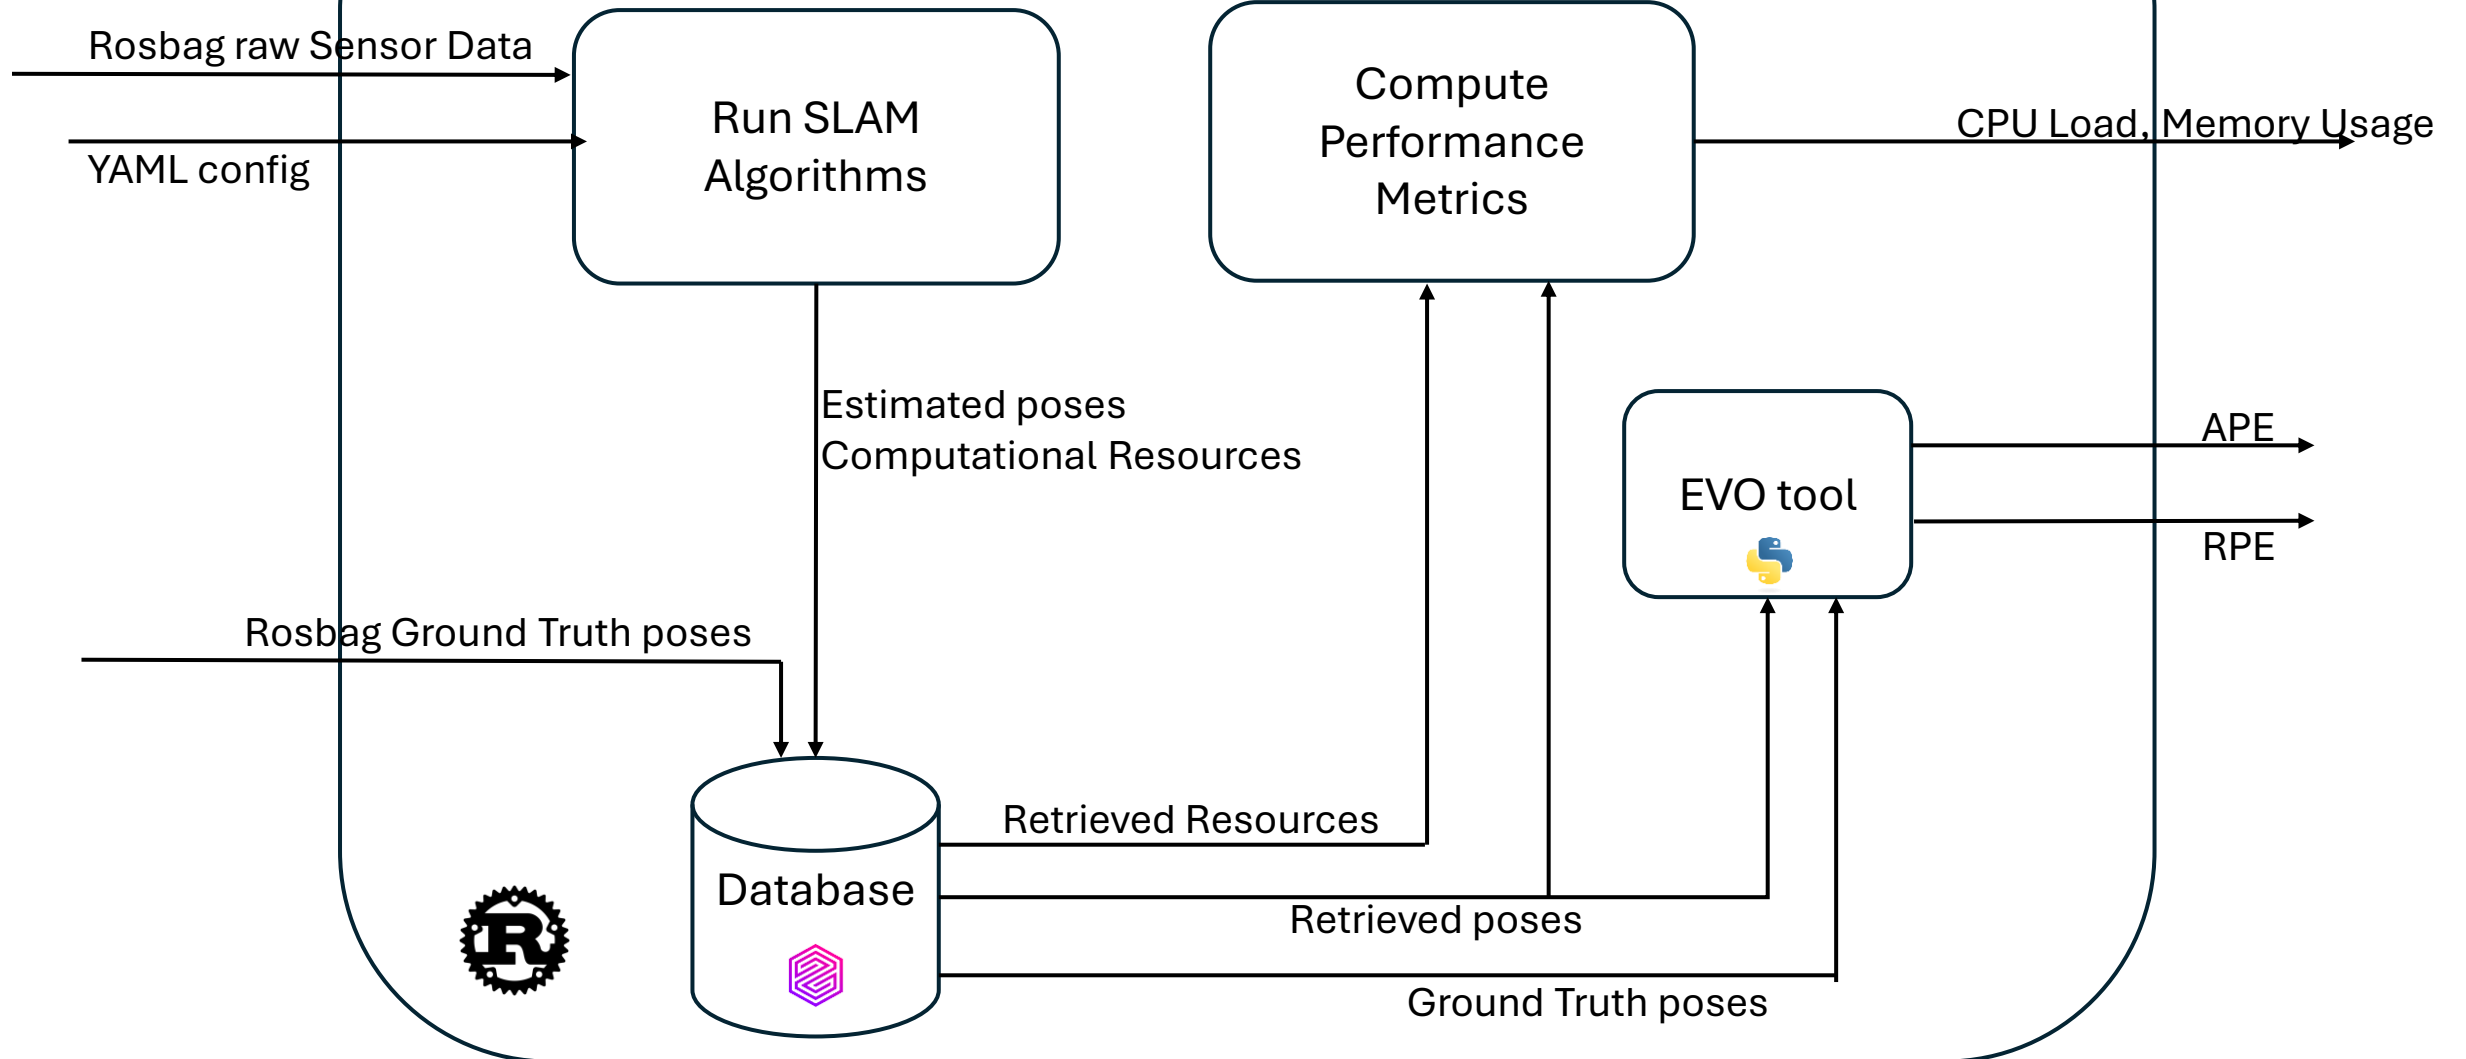 Rosbag raw Sensor Data
YAML config
Run SLAM
Algorithms
Compute
Performance
Metrics
CPU Load, Memory Usage
Estimated poses
Computational Resources
EVO tool
APE
RPE
Rosbag Ground Truth poses
Retrieved Resources
Database
Retrieved poses
Ground Truth poses
R